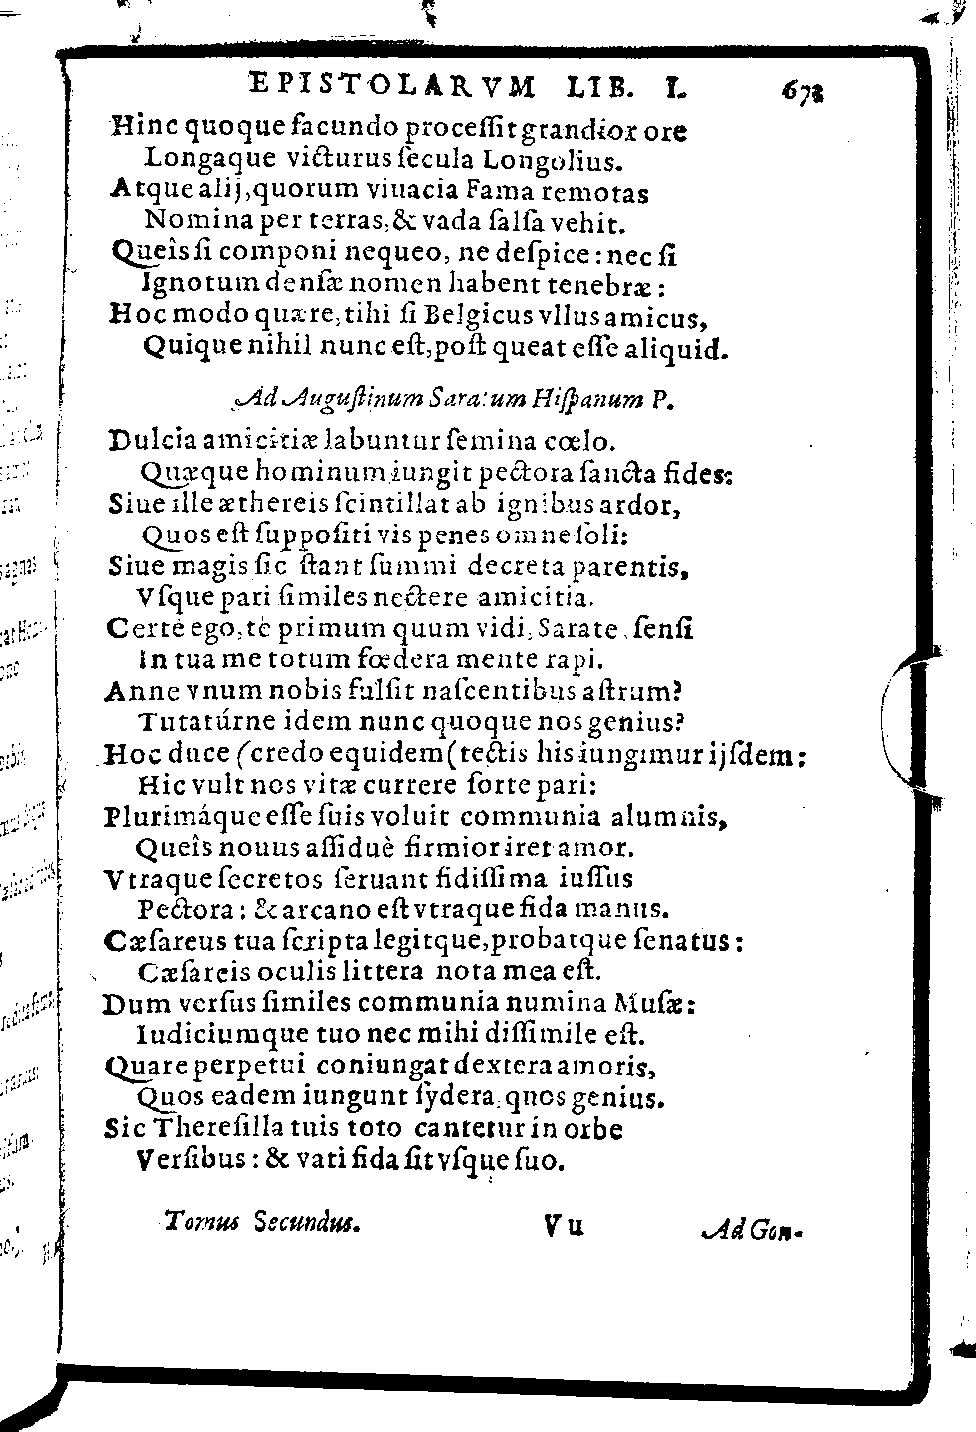 EPISTOLARVM LIB. I. 673
Hinc quoque facundo proceſſit grandior ore
Longaque victurus ſecula Longolius.
Atque alij, quorum viuacia Fama remotas
Nomina per terras, & vada ſalſa vehit.
Queîs ſi componi nequeo, ne deſpice: nec ſi
Ignotum denſæ nomen habent tenebræ:
Hoc modo quære, tihi ſi Belgicus vllus amicus,
Quique nihil nunc eſt, poſt queat eſſe aliquid.
Ad Auguſtinum Saratum Hiſpanum P.
Dulcia amicitiæ labuntur ſemina cœlo.
Quæque hominum iungit pectora ſancta fides:
Siue ille æthereis ſcintillat ab ignibus ardor,
Quos eſt ſuppoſiti vis penes omne ſoli:
Siue magis ſic ſtant ſummi decreta parentis,
Vſque pari ſimiles nectere amicitia.
Certè ego, tè primum quum vidi, Sarate, ſenſi
In tua me totum fœdera mente rapi.
Anne vnum nobis fulſit naſcentibus aſtrum?
Tutatúrne idem nunc quoque nos genius?
Hoc duce (credo equidem( tectis his iungimur ijſdem:
Hic vult nos vitæ currere ſorte pari:
Plurimáque eſſe ſuis voluit communia alumnis,
Queîs nouus aſſiduè firmior iret amor.
Vtraque ſecretos ſeruant fidiſſima iuſſus
Pectora: & arcano eſt vtraque fida manus.
Cæſareus tua ſcripta legitque, probatque ſenatus:
Cæſareis oculis littera nota mea eſt.
Dum verſus ſimiles communia numina Muſæ:
Iudiciumque tuo nec mihi diſſimile eſt.
Quare perpetui coniungat dextera amoris,
Quos eadem iungunt ſydera, quos genius.
Sic Thereſilla tuis toto cantetur in orbe
Verſibus: & vati fida ſit vſque ſuo.
Tomus Secundus. Vu Ad Gon-